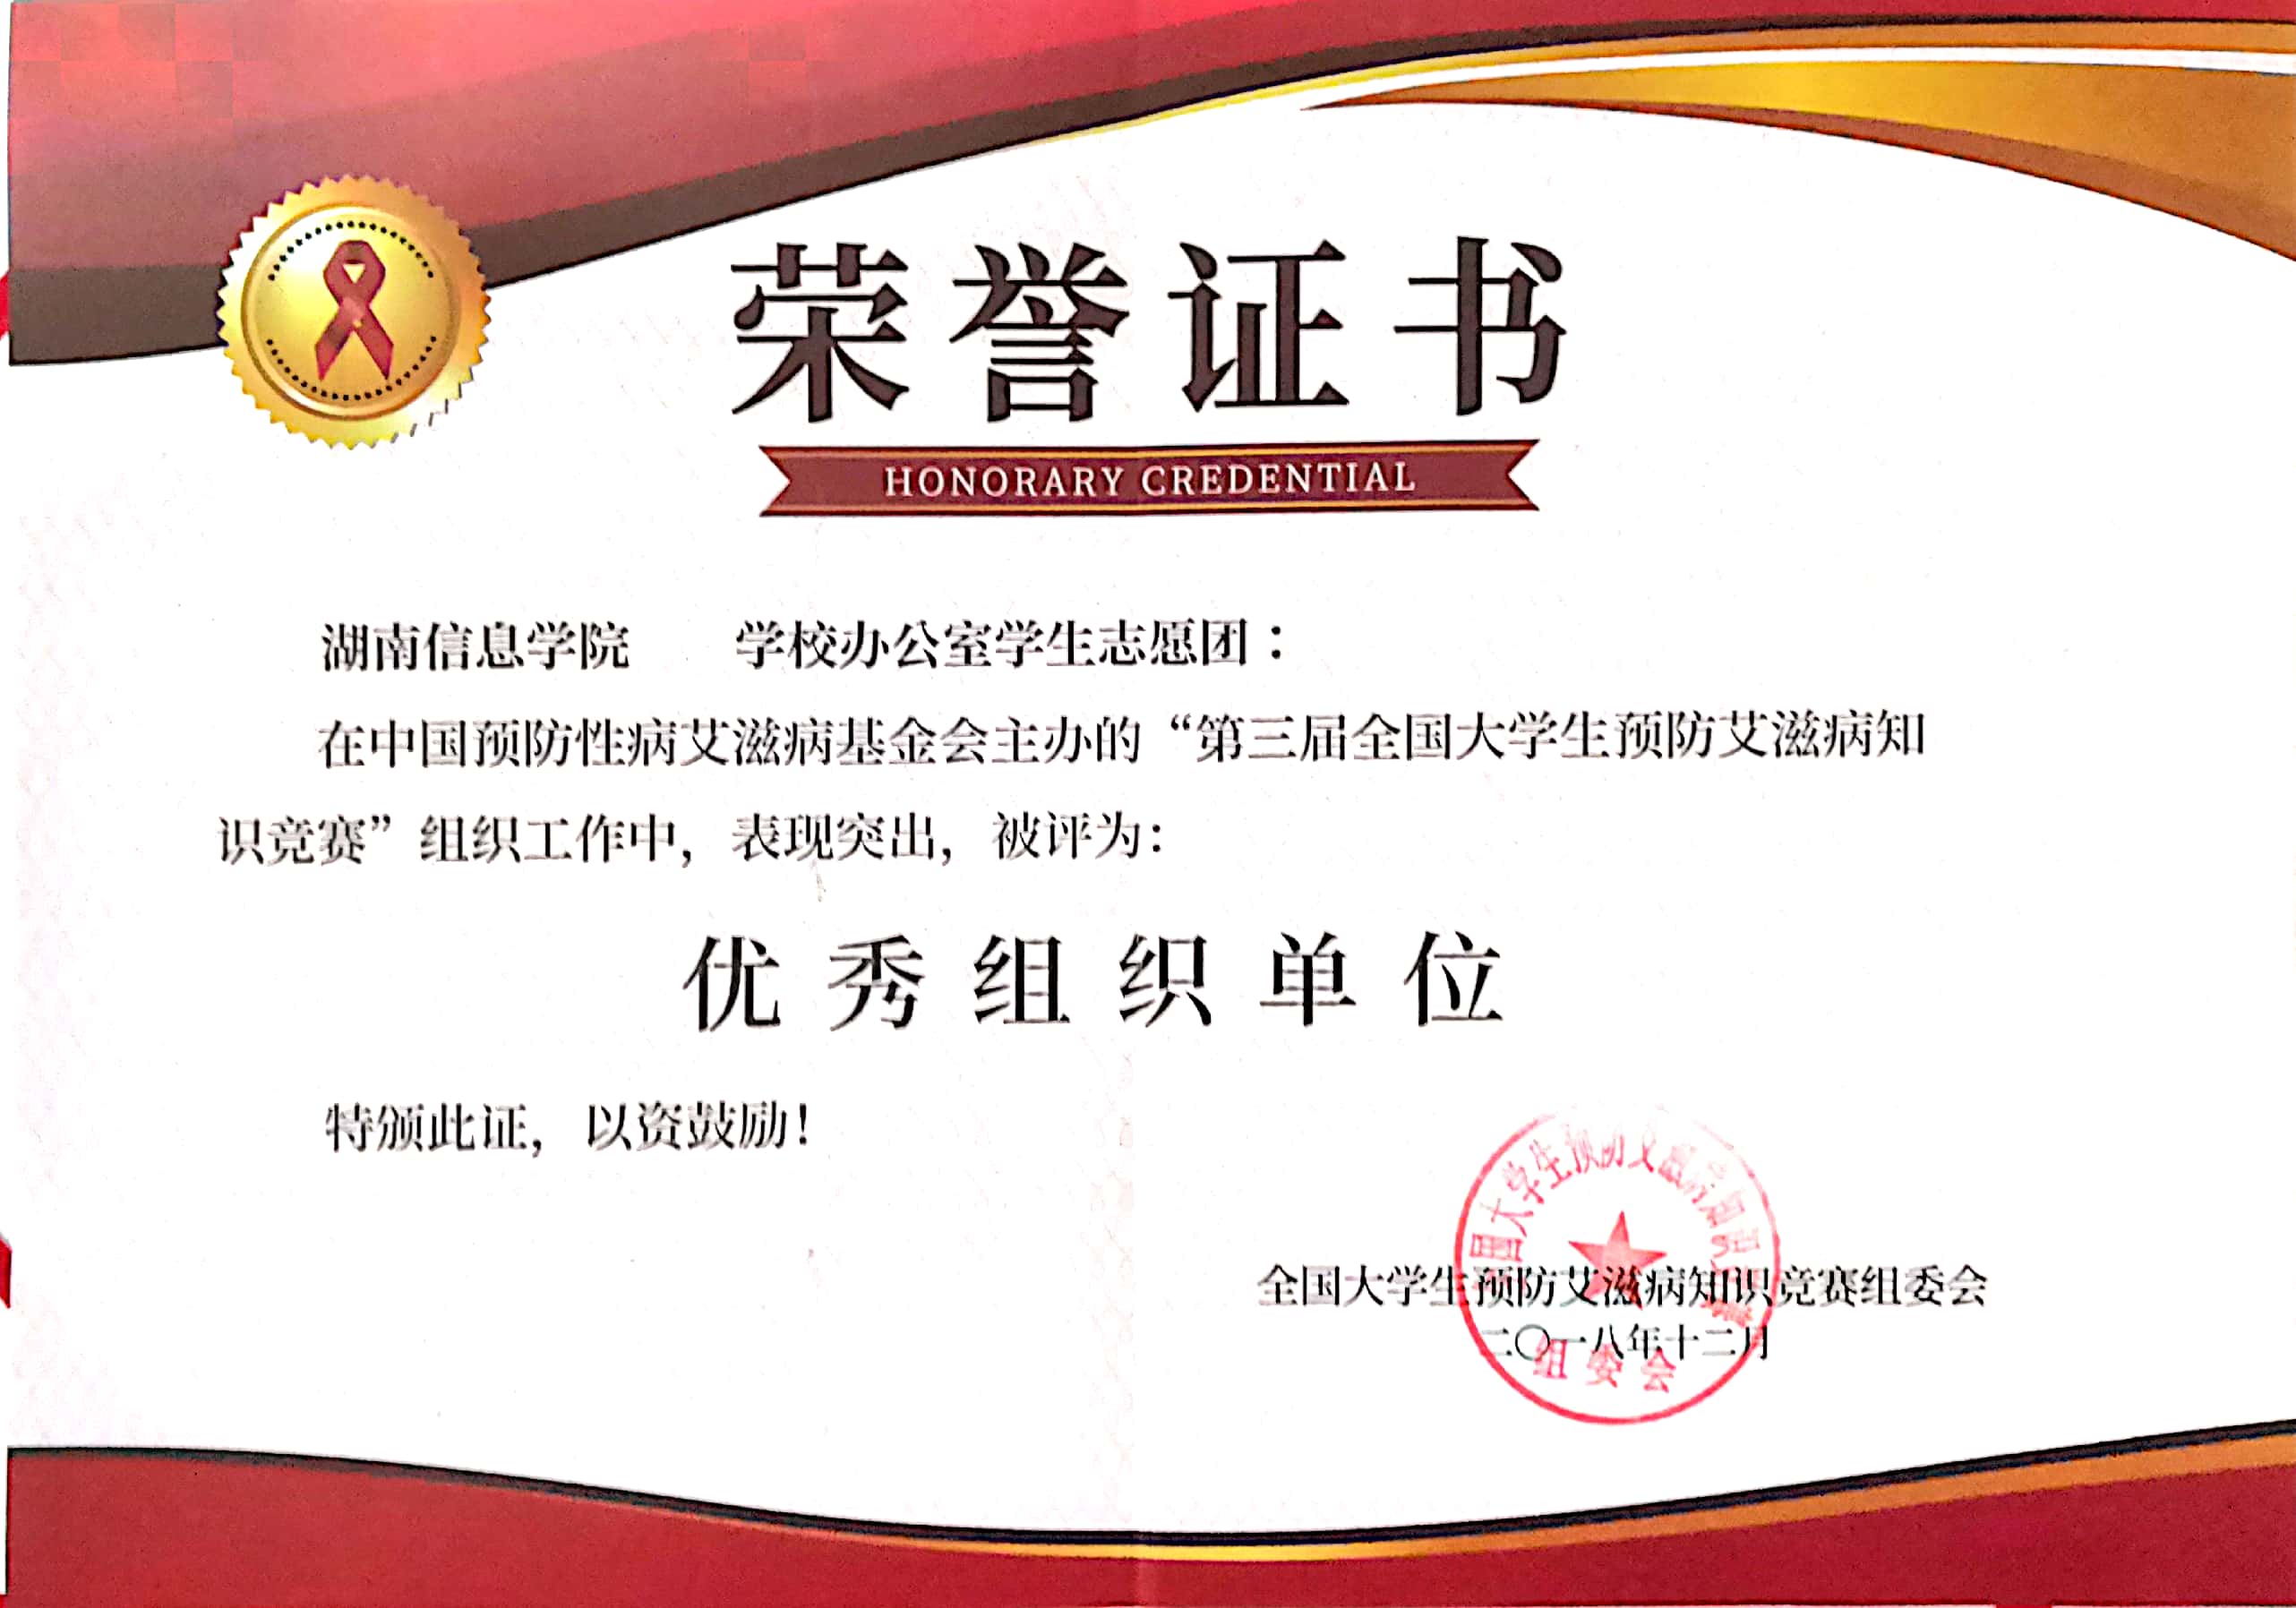 荣誉证书
HONORARY CREDENTIAL
湖南信息学院 学校办公室学生志愿团：
在中国预防性病艾滋病基金会主办的“第三届全国大学生预防艾滋病知
识竞赛”组织工作中，表现突出，被评为：
优秀组织单位
特颁此证，以资鼓励！
国大学生预防艾滋病知识
全国大学生预防艾滋病知识竞赛组委会
二〇一八年十二月
组委会